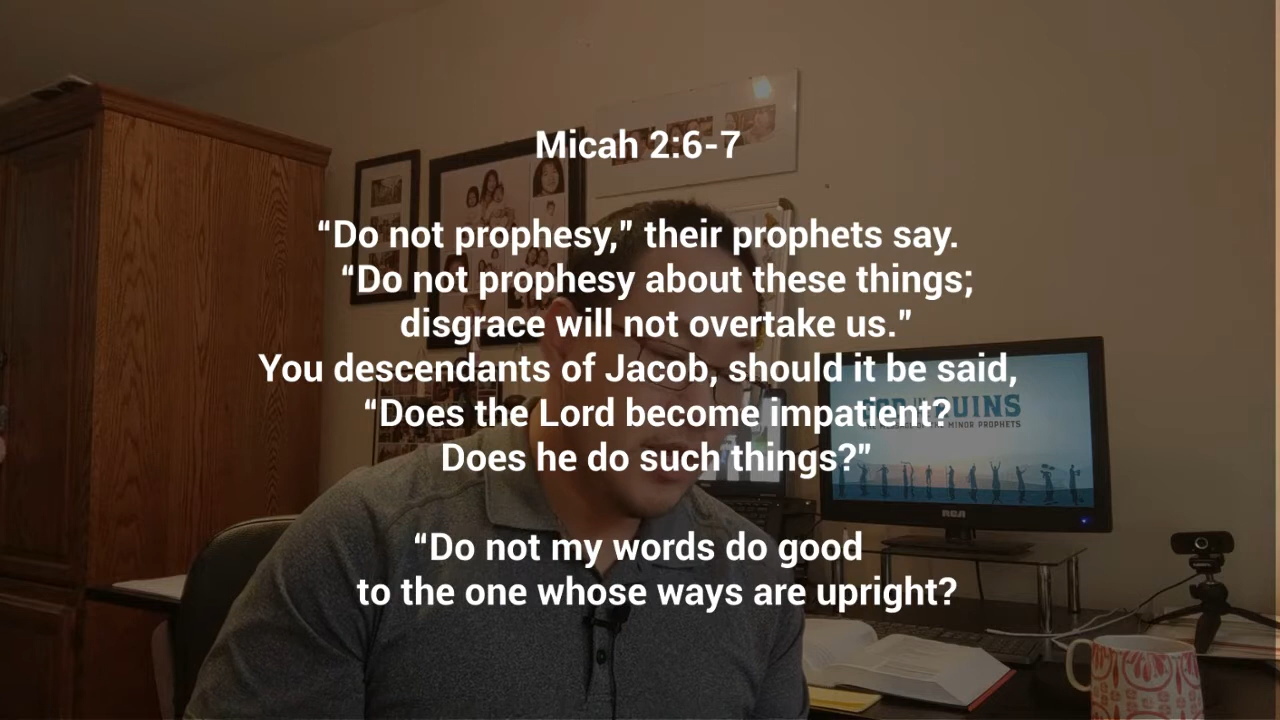 Micah 2:6-7
“Do not prophesy,” their prophets say.
“Do not prophesy about these things;
disgrace will not overtake us.”
You descendants of Jacob, should it be said,
“Does the Lord become impatient?
Does he do such things?”
“Do not my words do good
to the one whose ways are upright?
RUINS
MINOR PROPHETS
RCA